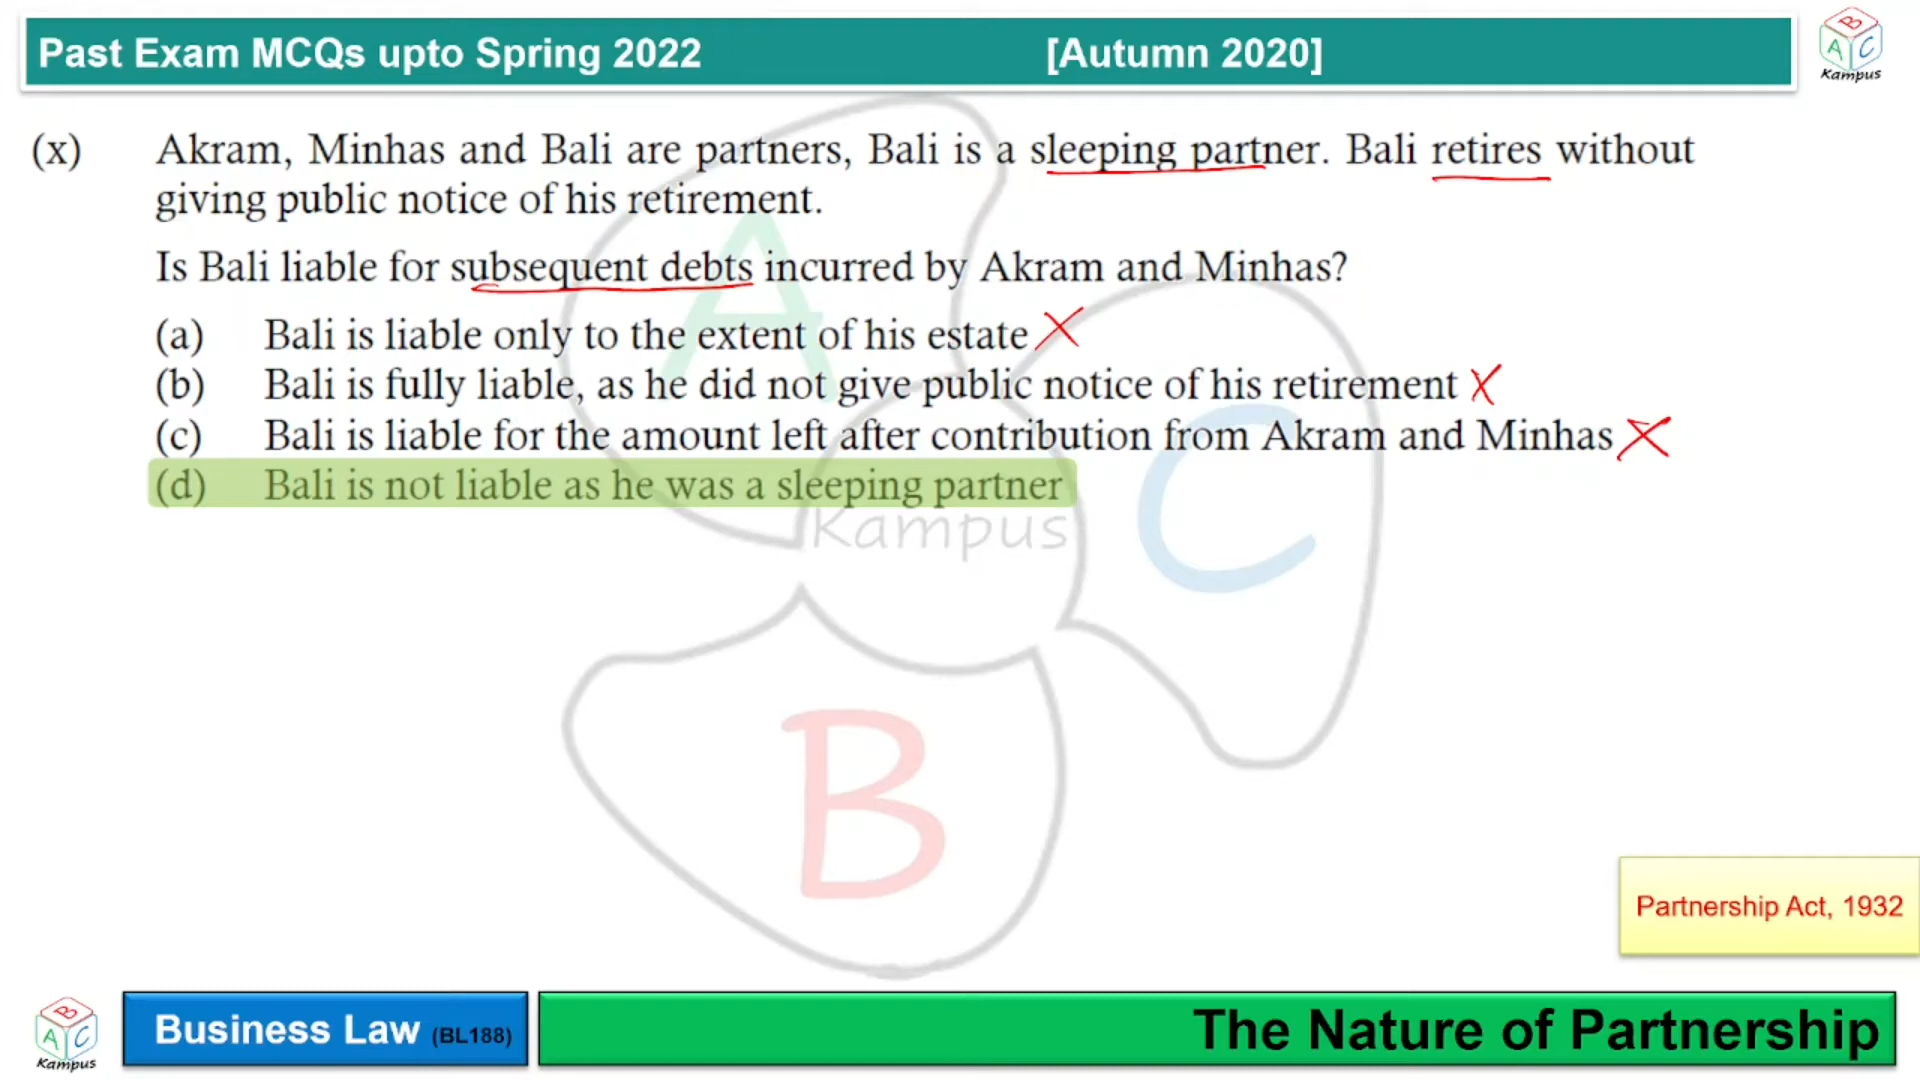 Past Exam MCQs upto Spring 2022 [Autumn 2020]
B A C
Kampus
(x) Akram, Minhas and Bali are partners, Bali is a sleeping partner. Bali retires without
giving public notice of his retirement.
Is Bali liable for subsequent debts incurred by Akram and Minhas?
(a) Bali is liable only to the extent of his estate
(b) Bali is fully liable, as he did not give public notice of his retirement
(c) Bali is liable for the amount left after contribution from Akram and Minhas
(d) Bali is not liable as he was a sleeping partner
A
Kampus
C
B
Partnership Act, 1932
B A C
Kampus
Business Law (BL188)
The Nature of Partnership